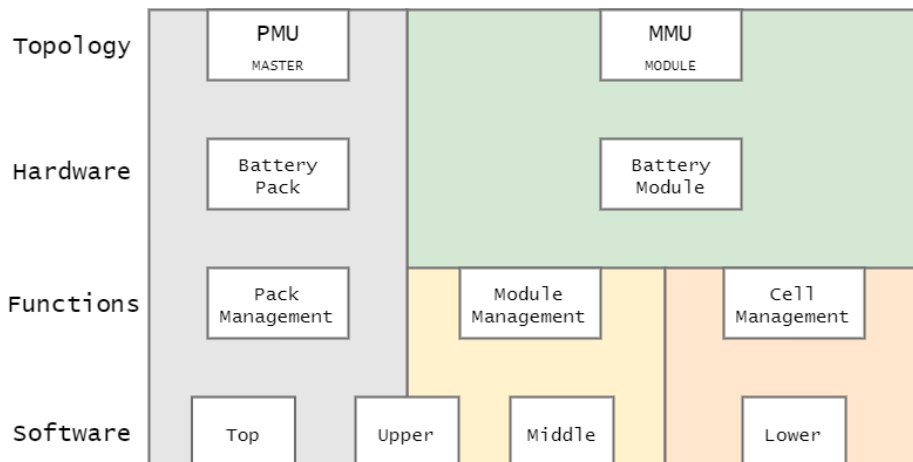 Topology
PMU
MASTER
MMU
MODULE
Hardware
Battery
Pack
Battery
Module
Functions
Pack
Management
Module
Management
Cell
Management
Software
Top
Upper
Middle
Lower